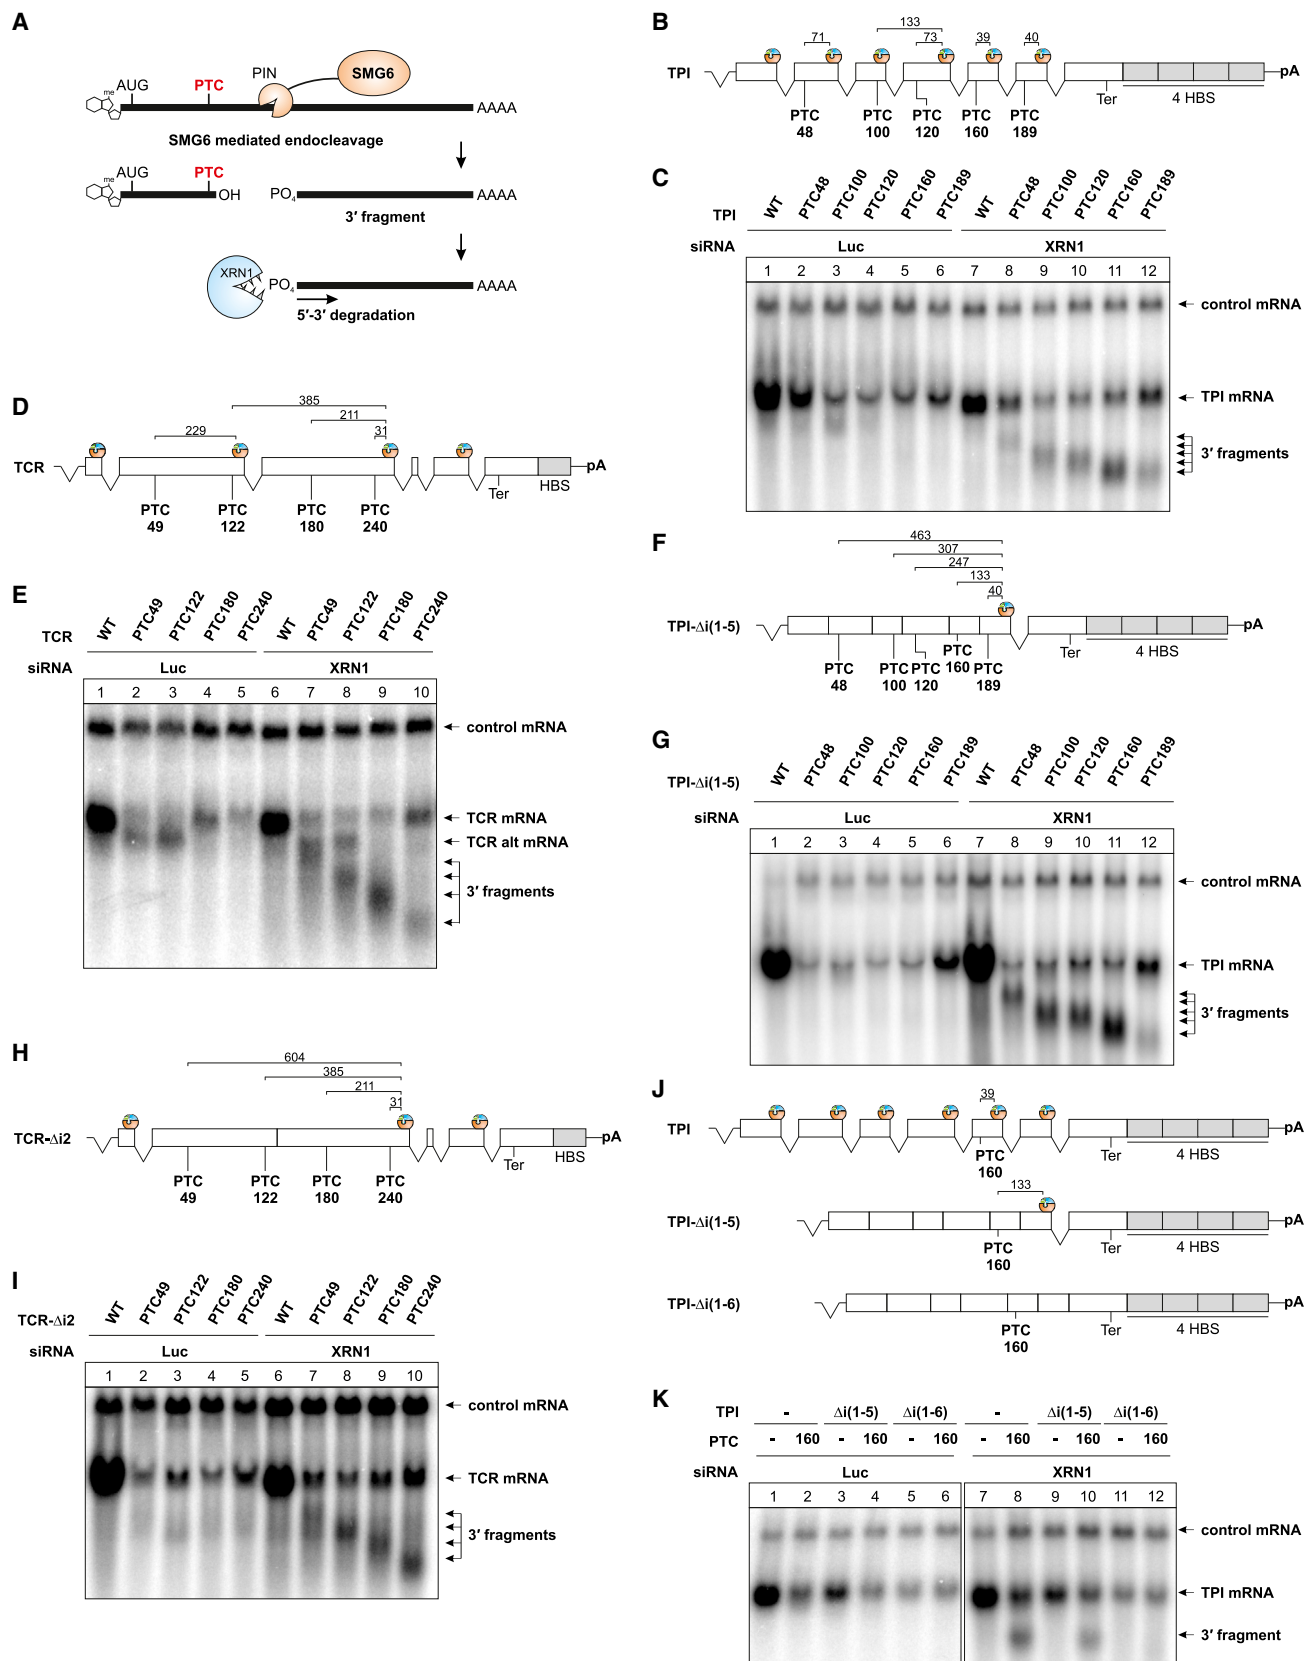 A
me
AUG
PTC
PIN
SMG6
AAAA
SMG6 mediated endocleavage
me
AUG
PTC
OH
PO4
AAAA
3′ fragment
XRN1
PO4
AAAA
5′-3′ degradation
B
133
71
73
39
40
TPI
pA
Ter
4 HBS
PTC 48
PTC 100
PTC 120
PTC 160
PTC 189
C
TPI
WT PTC48 PTC100 PTC120 PTC160 PTC189 WT PTC48 PTC100 PTC120 PTC160 PTC189
siRNA Luc XRN1
1 2 3 4 5 6 7 8 9 10 11 12
control mRNA
TPI mRNA
3′ fragments
D
385
211
229
31
TCR
pA
Ter
HBS
PTC 49
PTC 122
PTC 180
PTC 240
E
TCR
WT PTC49 PTC122 PTC180 PTC240 WT PTC49 PTC122 PTC180 PTC240
siRNA Luc XRN1
1 2 3 4 5 6 7 8 9 10
control mRNA
TCR mRNA
TCR alt mRNA
3′ fragments
F
463
307
247
133
40
TPI-Δi(1-5)
pA
Ter
4 HBS
PTC 48
PTC 100
PTC 120
PTC 160
PTC 189
G
TPI-Δi(1-5)
WT PTC48 PTC100 PTC120 PTC160 PTC189 WT PTC48 PTC100 PTC120 PTC160 PTC189
siRNA Luc XRN1
1 2 3 4 5 6 7 8 9 10 11 12
control mRNA
TPI mRNA
3′ fragments
H
604
385
211
31
TCR-Δi2
pA
Ter
HBS
PTC 49
PTC 122
PTC 180
PTC 240
I
TCR-Δi2
WT PTC49 PTC122 PTC180 PTC240 WT PTC49 PTC122 PTC180 PTC240
siRNA Luc XRN1
1 2 3 4 5 6 7 8 9 10
control mRNA
TCR mRNA
3′ fragments
J
39
TPI
pA
PTC 160
Ter
4 HBS
133
TPI-Δi(1-5)
pA
PTC 160
Ter
4 HBS
TPI-Δi(1-6)
pA
PTC 160
Ter
4 HBS
K
TPI - Δi(1-5) Δi(1-6) - Δi(1-5) Δi(1-6)
PTC - 160 - 160 - 160 - 160 - 160 - 160
siRNA Luc XRN1
1 2 3 4 5 6 7 8 9 10 11 12
control mRNA
TPI mRNA
3′ fragment